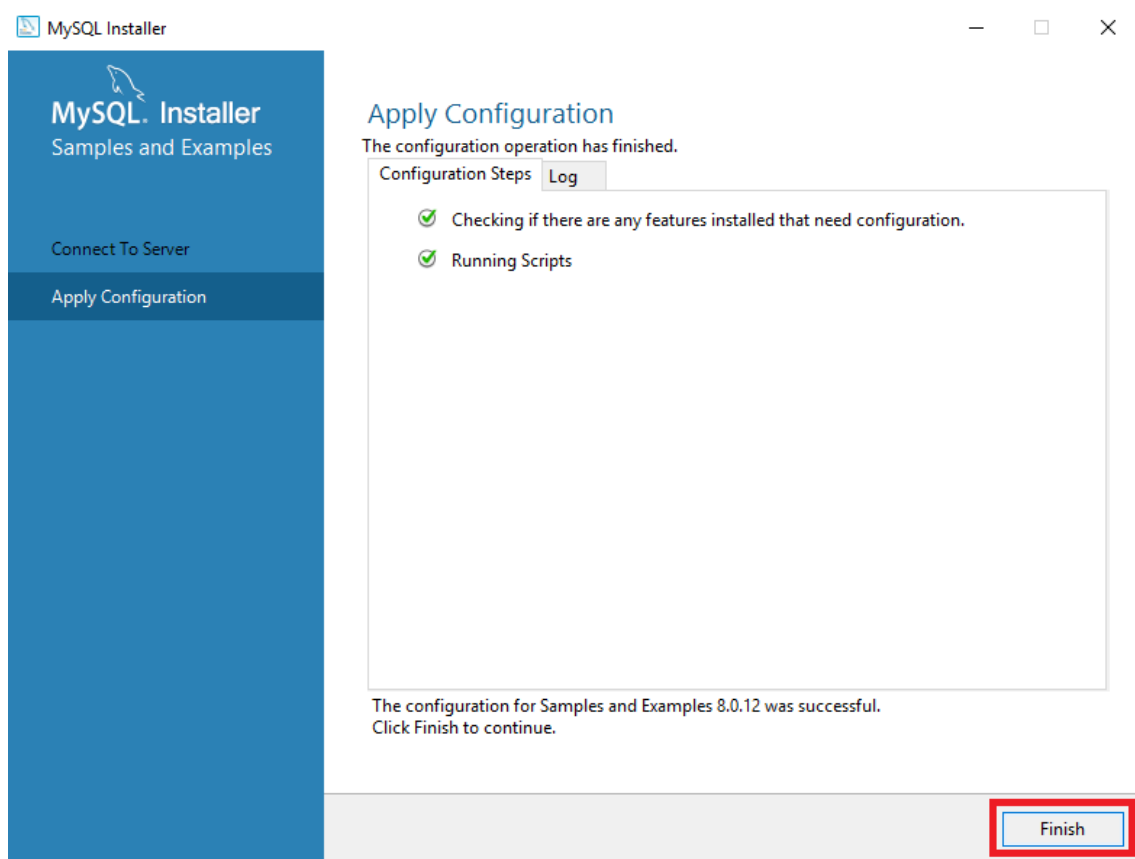 MySQL Installer
MySQL. Installer
Samples and Examples
Connect To Server
Apply Configuration
Apply Configuration
The configuration operation has finished.
Configuration Steps
Log
Checking if there are any features installed that need configuration.
Running Scripts
The configuration for Samples and Examples 8.0.12 was successful.
Click Finish to continue.
Finish